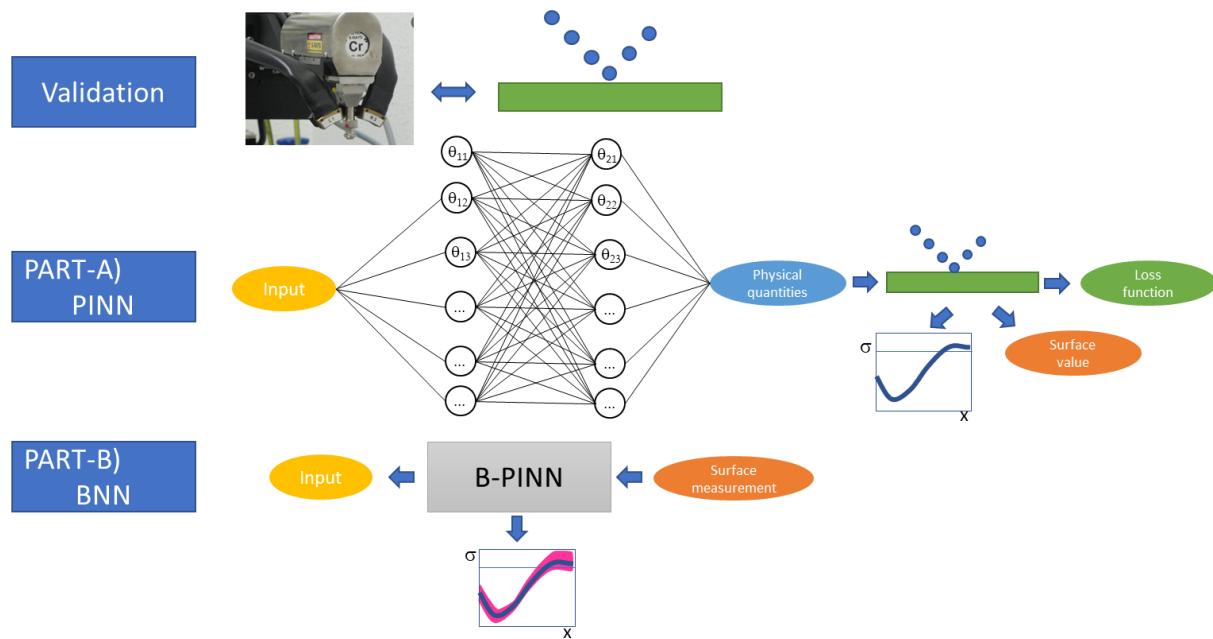 Validation
Cr
θ11
θ21
θ12
θ22
θ13
θ23
PART-A)
PINN
Input
Physical
quantities
Loss
function
...
...
σ
Surface
value
...
...
...
...
x
PART-B)
BNN
Input
B-PINN
Surface
measurement
σ
x